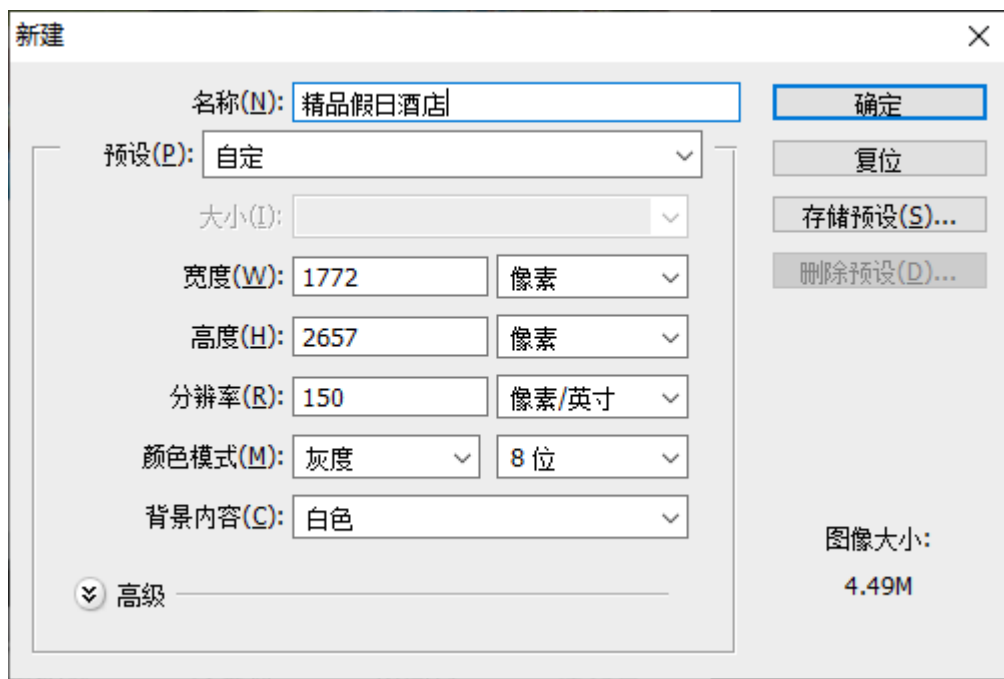 新建
名称(N): 精品假日酒店
确定
预设(P): 自定
复位
大小(I):
存储预设(S)...
宽度(W): 1772 像素
删除预设(D)...
高度(H): 2657 像素
分辨率(R): 150 像素/英寸
颜色模式(M): 灰度 8 位
背景内容(C): 白色
图像大小:
高级
4.49M